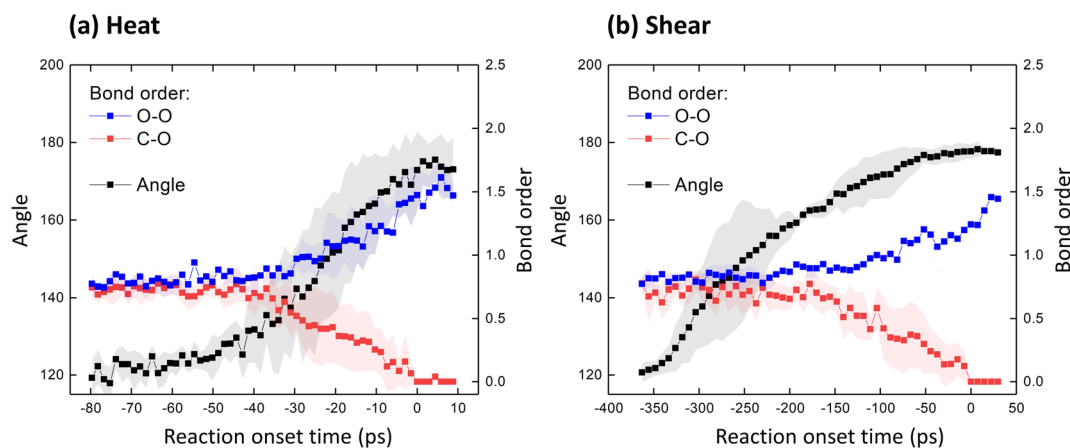 (a) Heat
(b) Shear
200
180
160
140
120
Angle
Bond order:
O-O
C-O
Angle
2.5
2.0
1.5
1.0
0.5
0.0
Bond order
-80 -70 -60 -50 -40 -30 -20 -10 0 10
Reaction onset time (ps)
200
180
160
140
120
Angle
Bond order:
O-O
C-O
Angle
2.5
2.0
1.5
1.0
0.5
0.0
Bond order
-400 -350 -300 -250 -200 -150 -100 -50 0 50
Reaction onset time (ps)